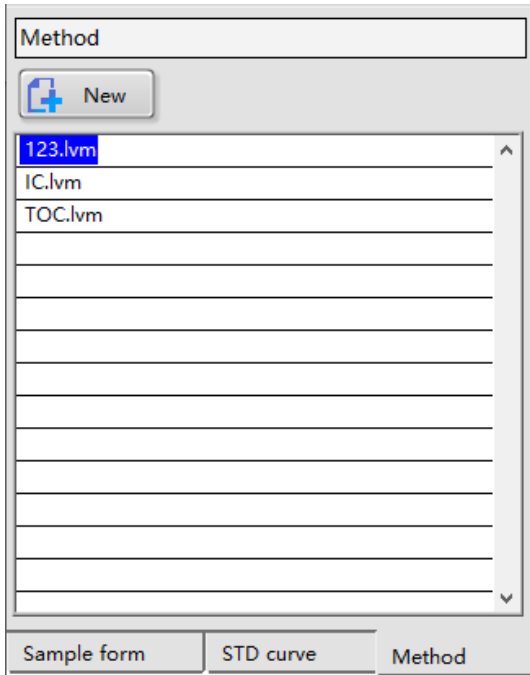 Method
New
123.lvm
IC.lvm
TOC.lvm
Sample form STD curve Method